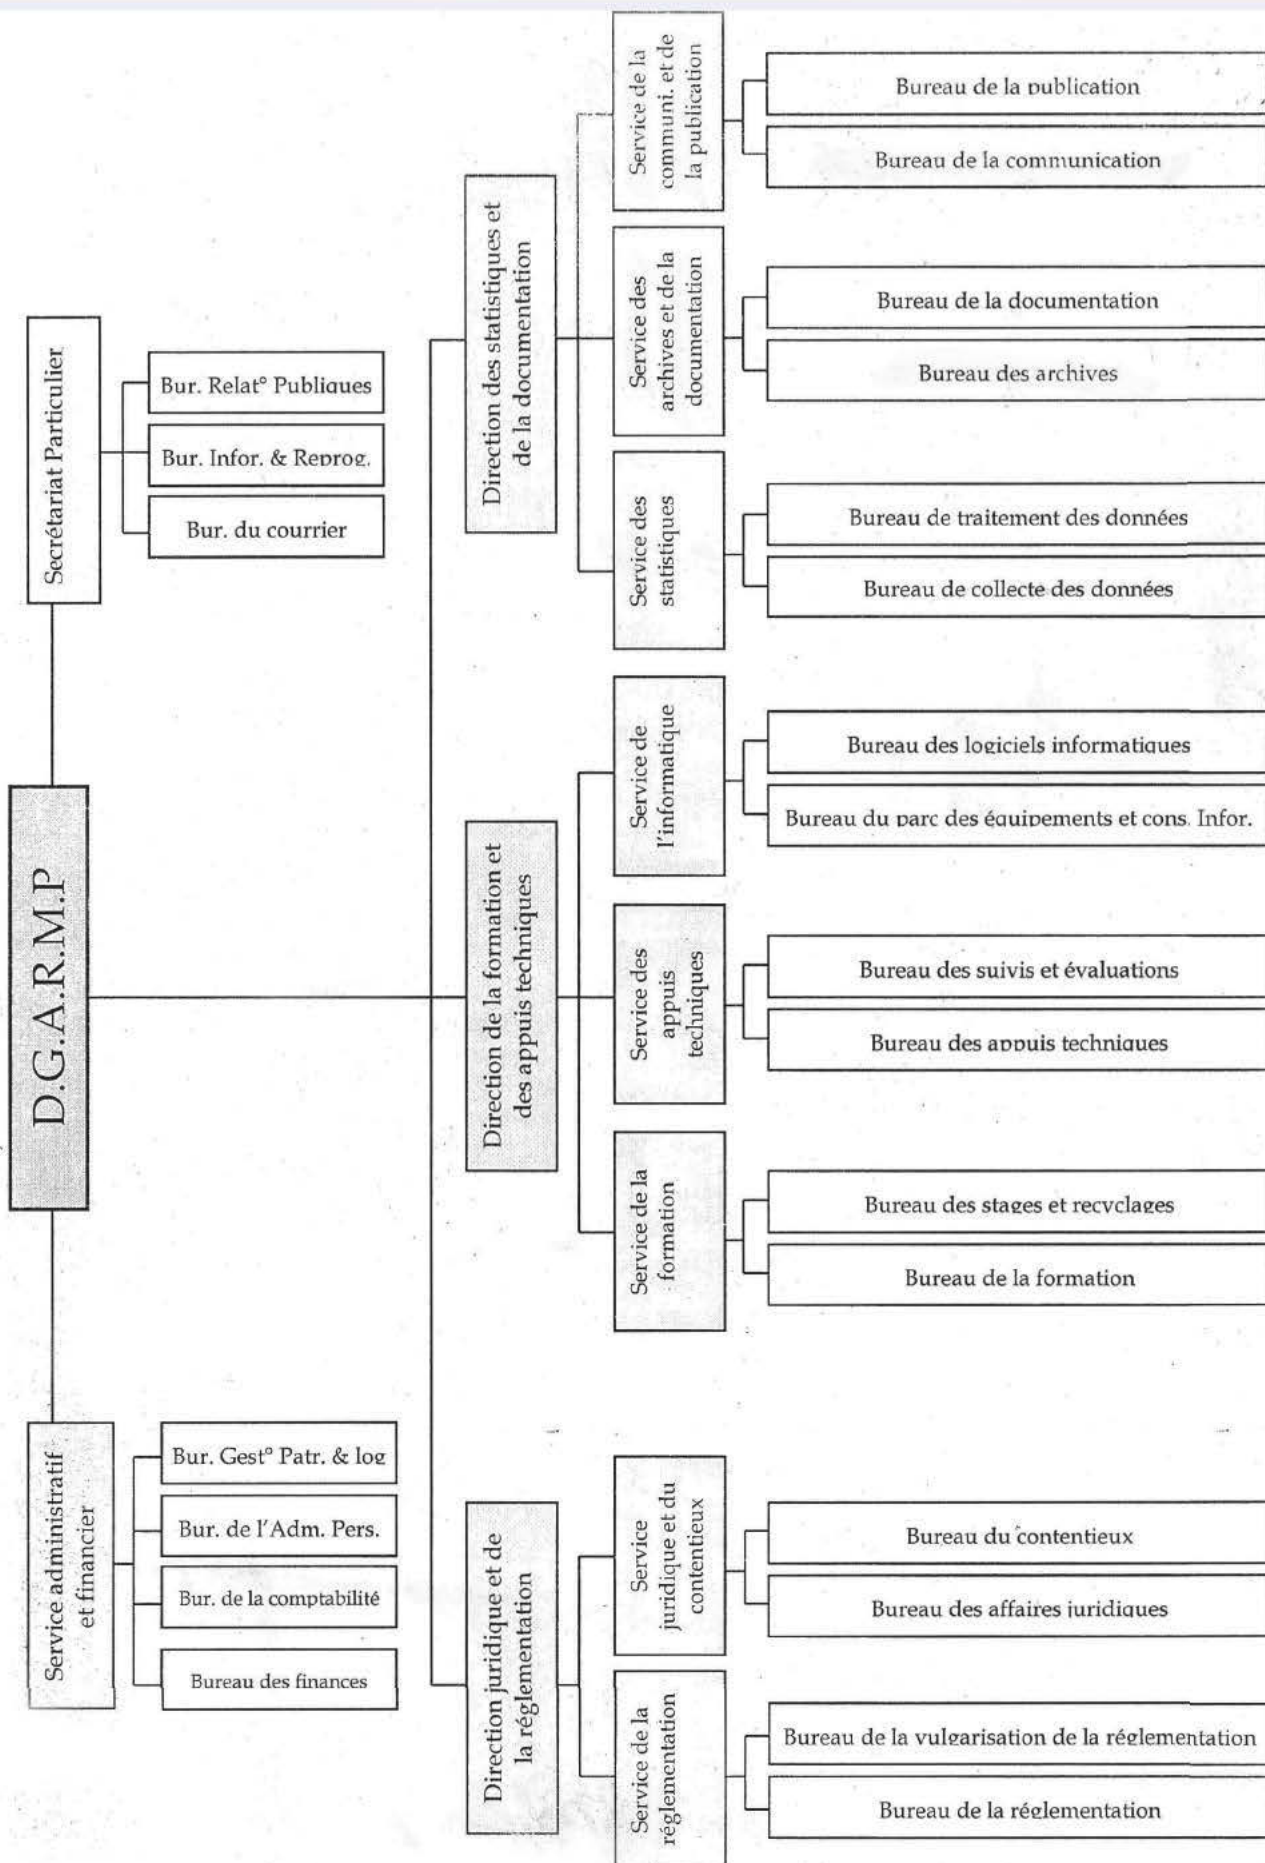 D.G.A.R.M.P
Service administratif
et financier
Bureau des finances
Bur. de la comptabilité
Bur. de l'Adm. Pers.
Bur. Gest° Patr. & log
Secrétariat Particulier
Bur. du courrier
Bur. Infor. & Reprog.
Bur. Relat° Publiques
Direction juridique et de
la réglementation
Service de la
réglementation
Bureau de la réglementation
Bureau de la vulgarisation de la réglementation
Service
juridique et du
contentieux
Bureau des affaires juridiques
Bureau du contentieux
Direction de la formation et
des appuis techniques
Service de la
formation
Bureau de la formation
Bureau des stages et recyclages
Service des
appuis
techniques
Bureau des appuis techniques
Bureau des suivis et évaluations
Service de
l'informatique
Bureau du parc des équipements et cons. Infor.
Bureau des logiciels informatiques
Direction des statistiques et
de la documentation
Service des
statistiques
Bureau de collecte des données
Bureau de traitement des données
Service des
archives et de la
documentation
Bureau des archives
Bureau de la documentation
Service de la
communi. et de
la publication
Bureau de la communication
Bureau de la publication